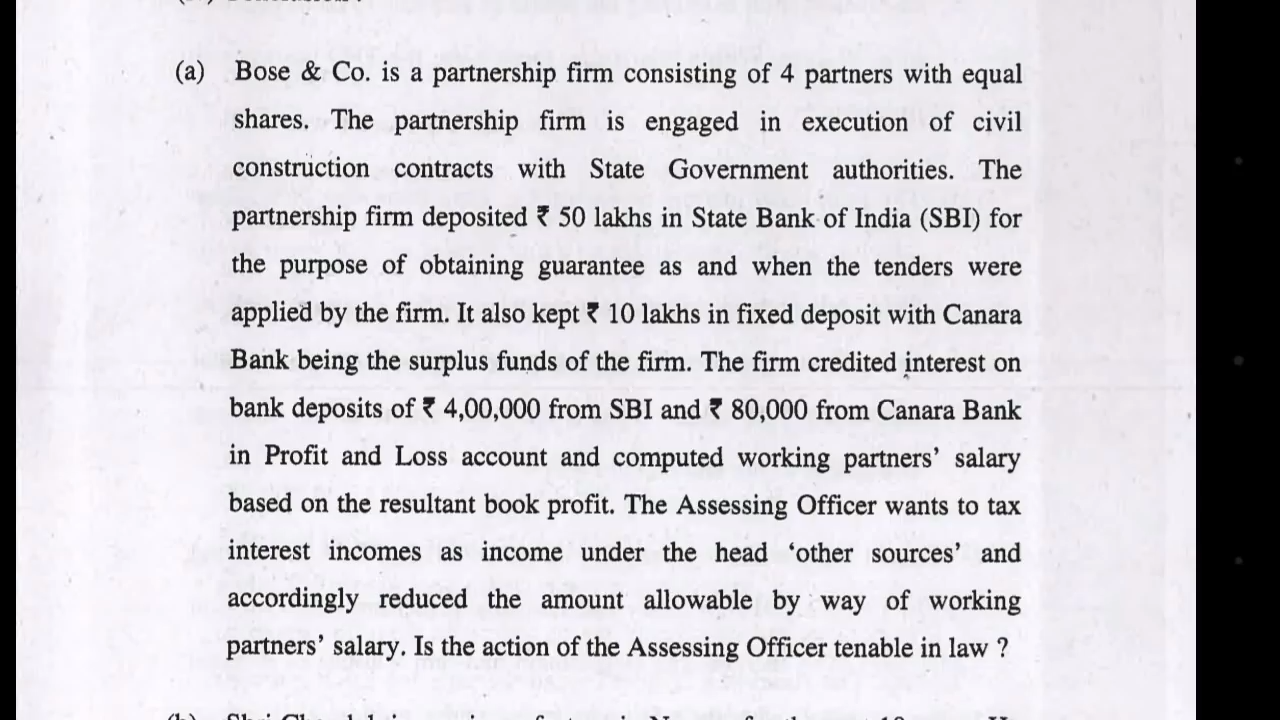 (a) Bose & Co. is a partnership firm consisting of 4 partners with equal
shares. The partnership firm is engaged in execution of civil
construction contracts with State Government authorities. The
partnership firm deposited ₹ 50 lakhs in State Bank of India (SBI) for
the purpose of obtaining guarantee as and when the tenders were
applied by the firm. It also kept ₹ 10 lakhs in fixed deposit with Canara
Bank being the surplus funds of the firm. The firm credited interest on
bank deposits of ₹ 4,00,000 from SBI and ₹ 80,000 from Canara Bank
in Profit and Loss account and computed working partners’ salary
based on the resultant book profit. The Assessing Officer wants to tax
interest incomes as income under the head ‘other sources’ and
accordingly reduced the amount allowable by way of working
partners’ salary. Is the action of the Assessing Officer tenable in law ?